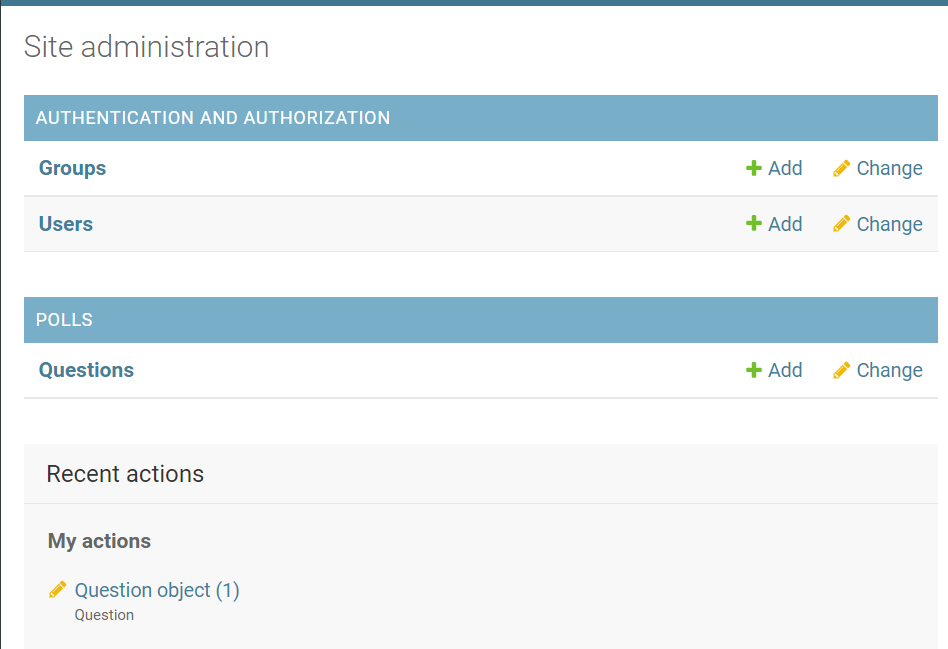 Site administration
AUTHENTICATION AND AUTHORIZATION
Groups Add Change
Users Add Change
POLLS
Questions Add Change
Recent actions
My actions
Question object (1)
Question